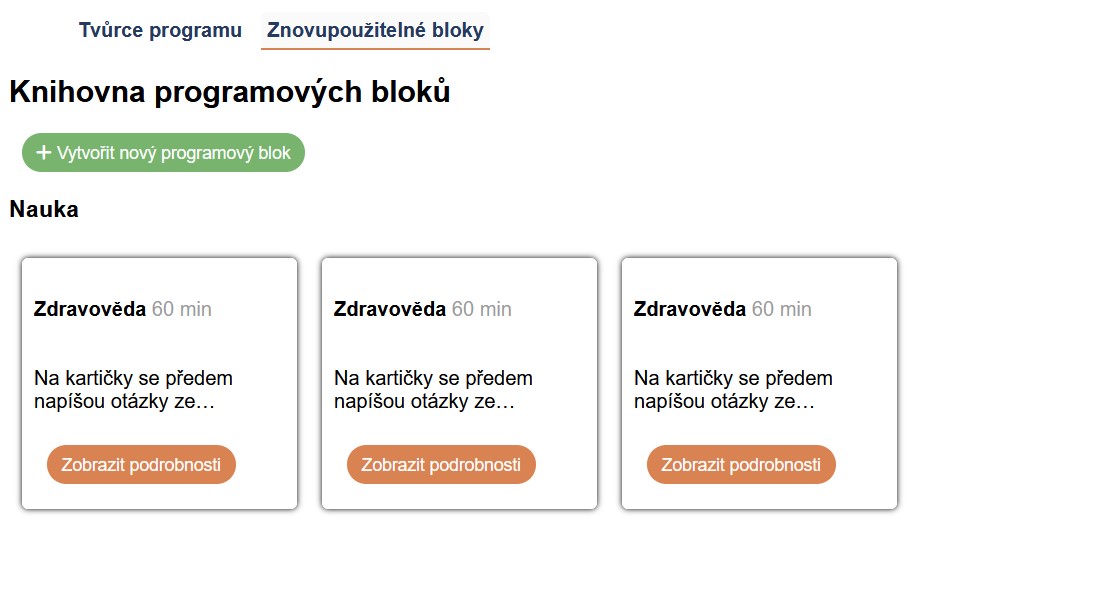 Tvůrce programu Znovupoužitelné bloky
Knihovna programových bloků
+ Vytvořit nový programový blok
Nauka
Zdravověda 60 min
Na kartičky se předem
napíšou otázky ze…
Zobrazit podrobnosti
Zdravověda 60 min
Na kartičky se předem
napíšou otázky ze…
Zobrazit podrobnosti
Zdravověda 60 min
Na kartičky se předem
napíšou otázky ze…
Zobrazit podrobnosti